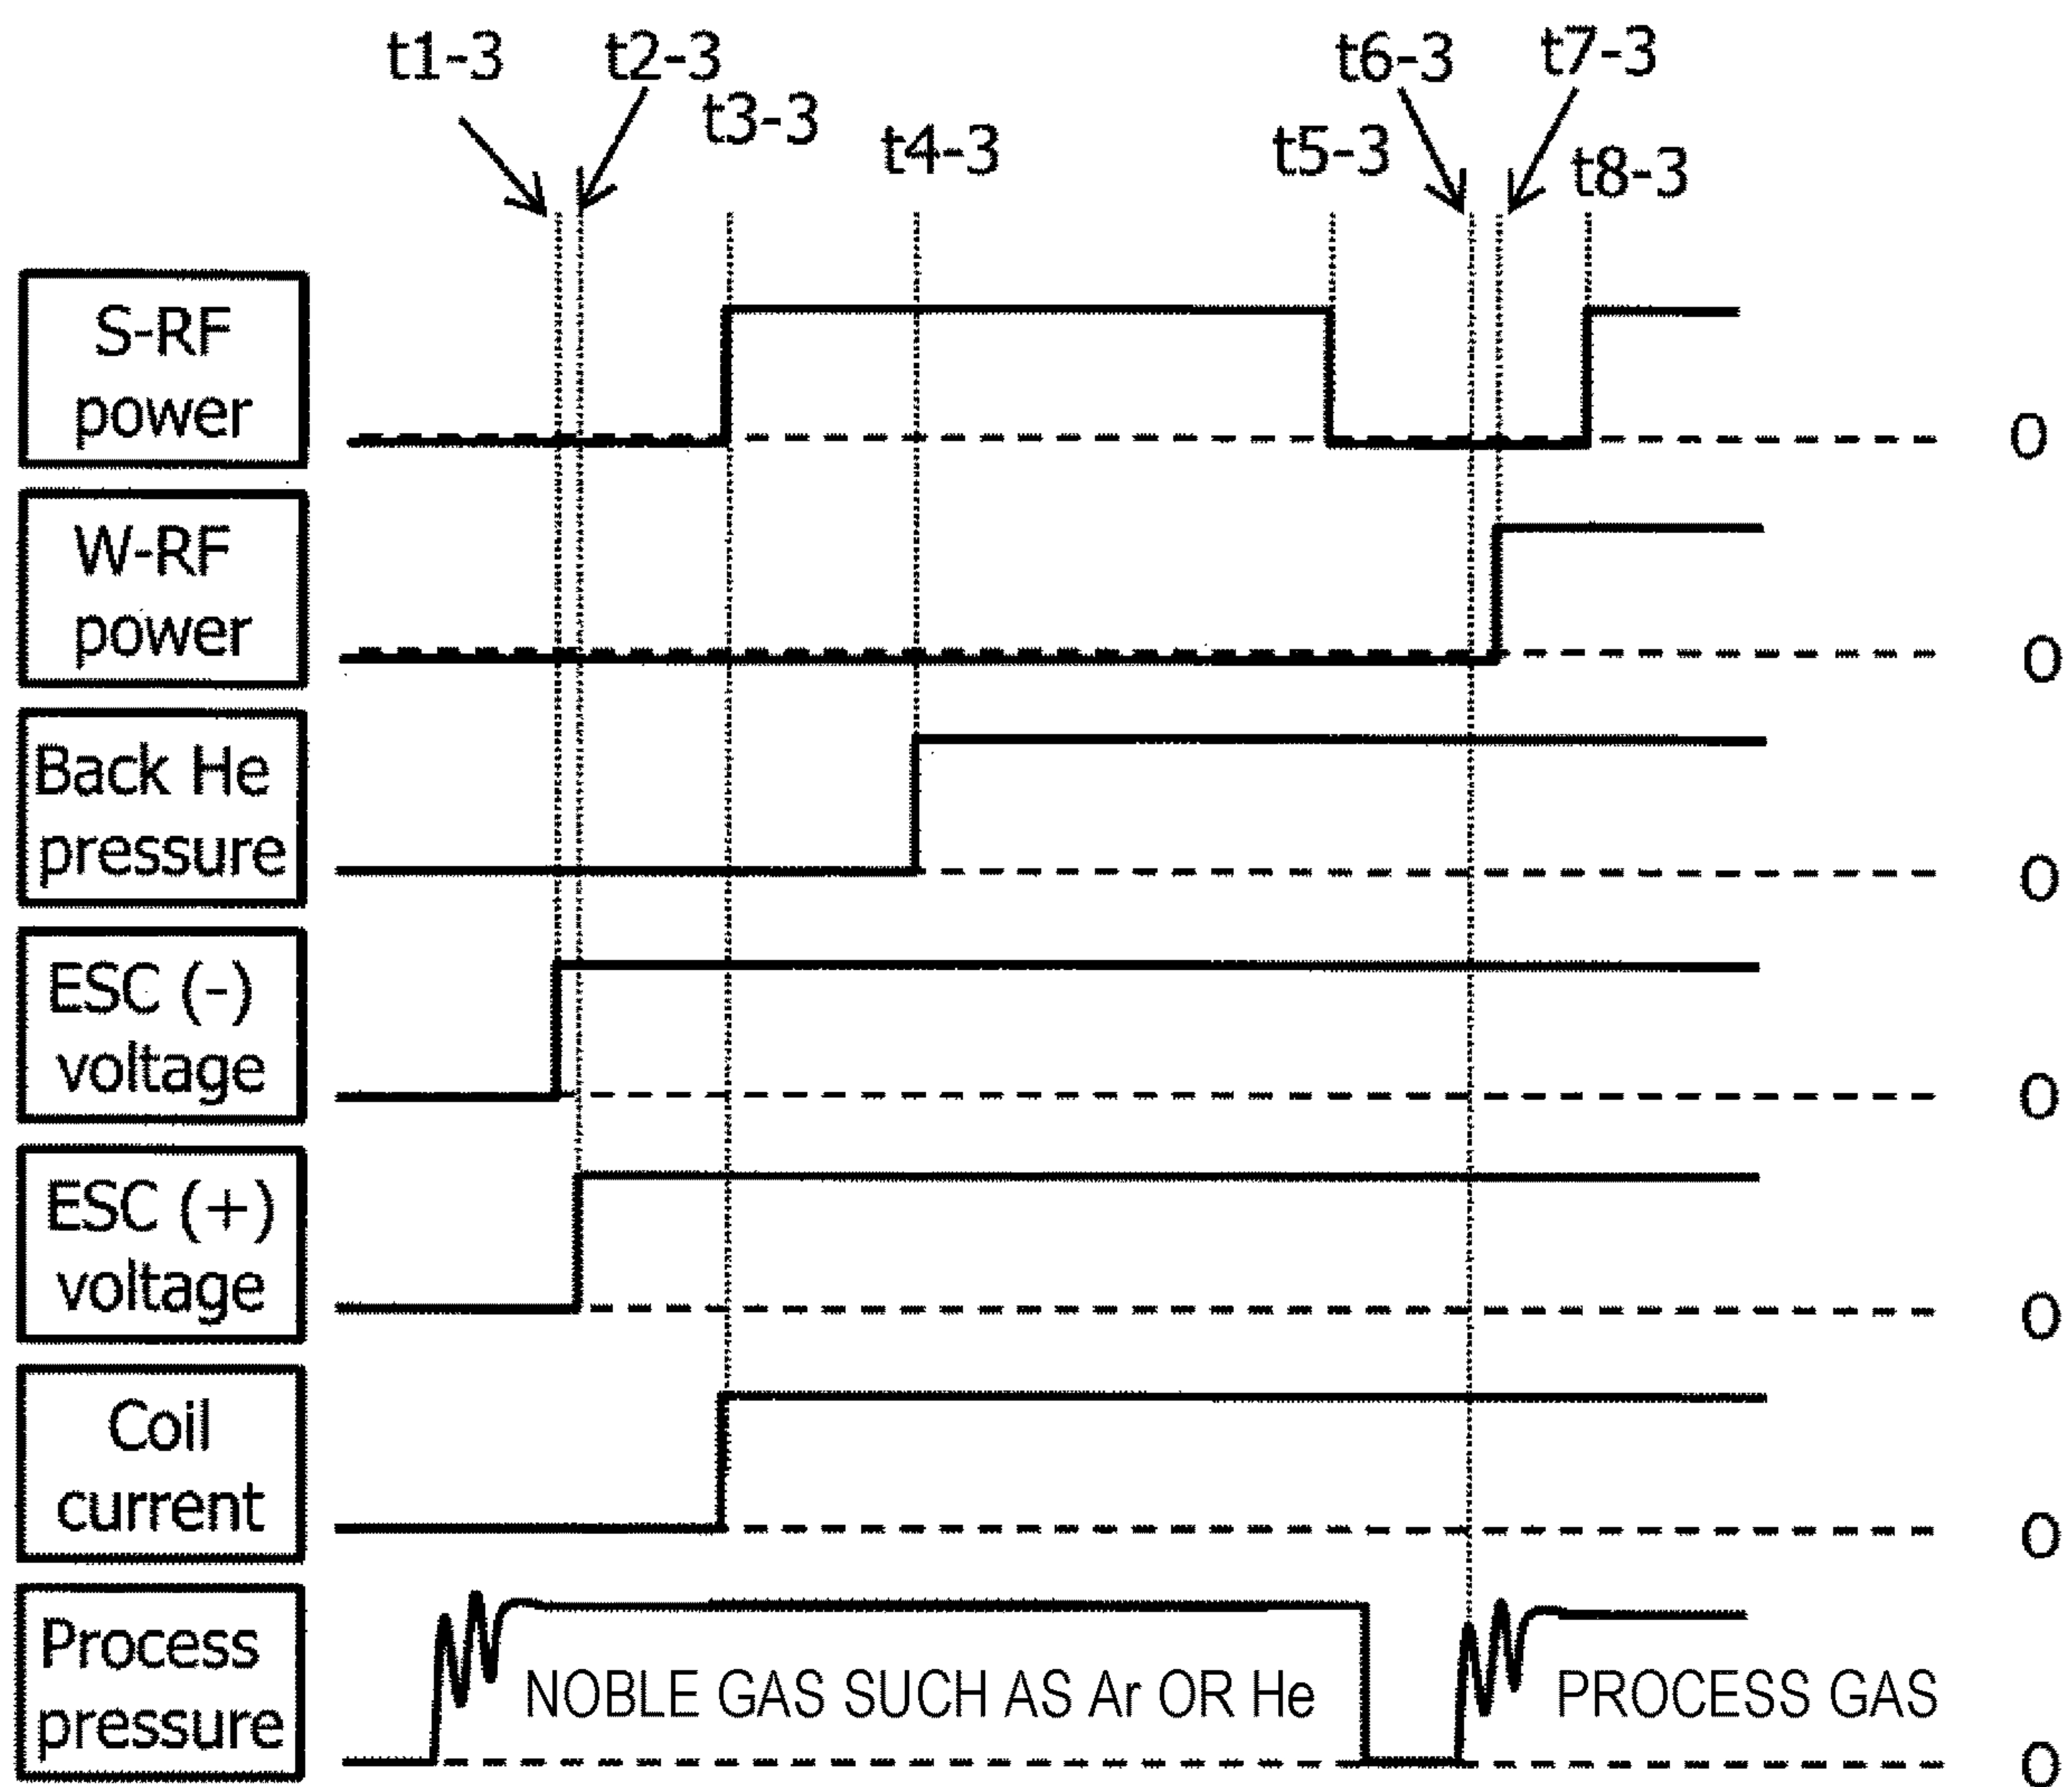 t1-3
t2-3
t3-3
t4-3
t5-3
t6-3
t7-3
t8-3
S-RF
power
0
W-RF
power
0
Back He
pressure
0
ESC (-)
voltage
0
ESC (+)
voltage
0
Coil
current
0
Process
pressure
NOBLE GAS SUCH AS Ar OR He
PROCESS GAS
0